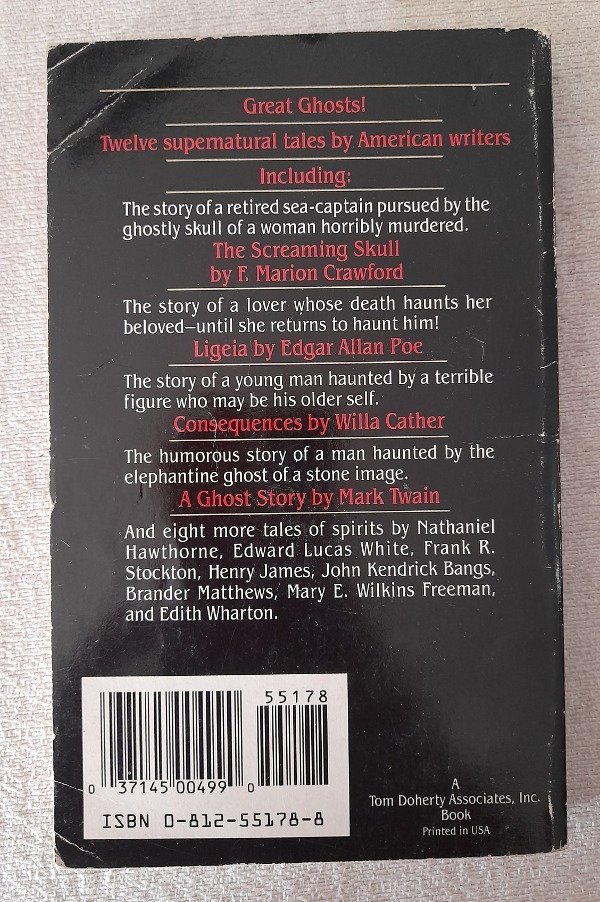 Great Ghosts!
Twelve supernatural tales by American writers
Including:
The story of a retired sea-captain pursued by the
ghostly skull of a woman horribly murdered.
The Screaming Skull
by F. Marion Crawford
The story of a lover whose death haunts her
beloved—until she returns to haunt him!
Ligeia by Edgar Allan Poe
The story of a young man haunted by a terrible
figure who may be his older self.
Consequences by Willa Cather
The humorous story of a man haunted by the
elephantine ghost of a stone image.
A Ghost Story by Mark Twain
And eight more tales of spirits by Nathaniel
Hawthorne, Edward Lucas White, Frank R.
Stockton, Henry James, John Kendrick Bangs,
Brander Matthews, Mary E. Wilkins Freeman,
and Edith Wharton.
55178
0 37145 00499 0
ISBN 0-812-55178-8
A
Tom Doherty Associates, Inc.
Book
Printed in USA